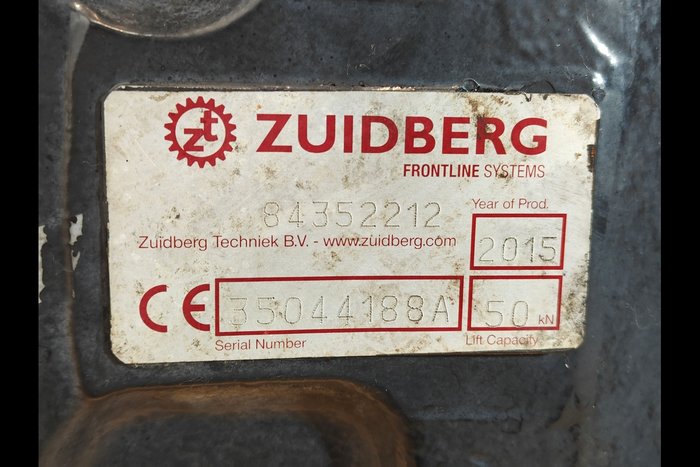 zt ZUIDBERG
FRONTLINE SYSTEMS
84352212
Zuidberg Techniek B.V. - www.zuidberg.com
Year of Prod.
2015
CE 35044188A
Serial Number
50 kN
Lift Capacity